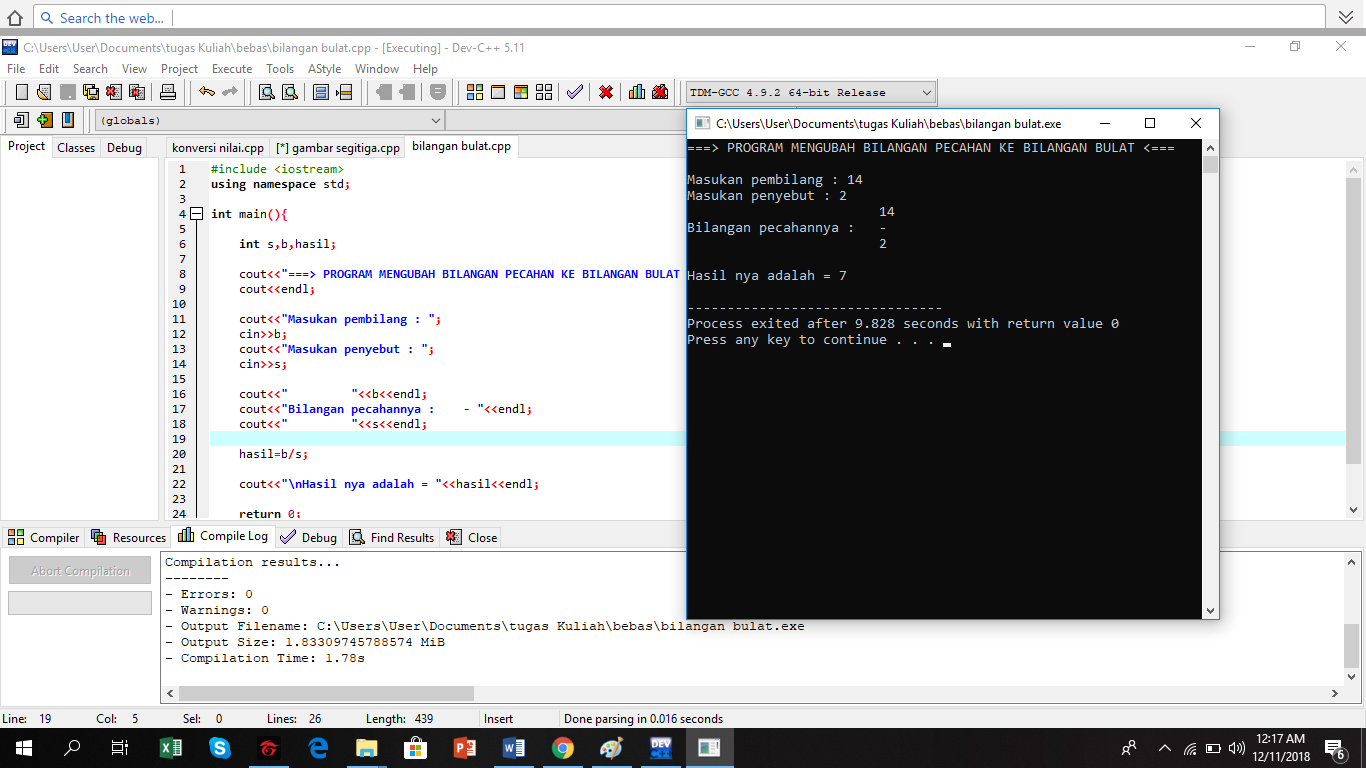 Search the web...
C:\Users\User\Documents\tugas Kuliah\bebas\bilangan bulat.cpp - [Executing] - Dev-C++ 5.11
File Edit Search View Project Execute Tools AStyle Window Help
TDM-GCC 4.9.2 64-bit Release
(globals)
Project Classes Debug
konversi nilai.cpp [*] gambar segitiga.cpp bilangan bulat.cpp
1 #include <iostream>
2 using namespace std;
3
4 int main(){
5
6 int s,b,hasil;
7
8 cout<<"===> PROGRAM MENGUBAH BILANGAN PECAHAN KE BILANGAN BULAT
9 cout<<endl;
10
11 cout<<"Masukan pembilang : ";
12 cin>>b;
13 cout<<"Masukan penyebut : ";
14 cin>>s;
15
16 cout<<" "<<b<<endl;
17 cout<<"Bilangan pecahannya : - "<<endl;
18 cout<<" "<<s<<endl;
19
20 hasil=b/s;
21
22 cout<<"\nHasil nya adalah = "<<hasil<<endl;
23
24 return 0;
C:\Users\User\Documents\tugas Kuliah\bebas\bilangan bulat.exe
===> PROGRAM MENGUBAH BILANGAN PECAHAN KE BILANGAN BULAT <===
Masukan pembilang : 14
Masukan penyebut : 2
14
Bilangan pecahannya : -
2
Hasil nya adalah = 7
--------------------------------
Process exited after 9.828 seconds with return value 0
Press any key to continue . . .
Compiler Resources Compile Log Debug Find Results Close
Abort Compilation
Compilation results...
--------
- Errors: 0
- Warnings: 0
- Output Filename: C:\Users\User\Documents\tugas Kuliah\bebas\bilangan bulat.exe
- Output Size: 1.83309745788574 MiB
- Compilation Time: 1.78s
Line: 19 Col: 5 Sel: 0 Lines: 26 Length: 439 Insert Done parsing in 0.016 seconds
12:17 AM
12/11/2018
6